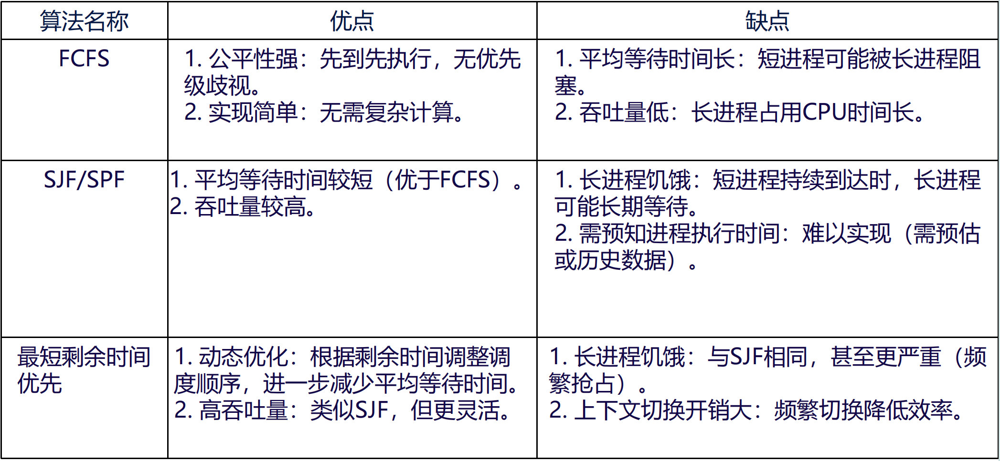 算法名称
优点
缺点
FCFS
1. 公平性强：先到先执行，无优先
级歧视。
2. 实现简单：无需复杂计算。
1. 平均等待时间长：短进程可能被长进程阻
塞。
2. 吞吐量低：长进程占用CPU时间长。
SJF/SPF
1. 平均等待时间较短（优于FCFS）。
2. 吞吐量较高。
1. 长进程饥饿：短进程持续到达时，长进程
可能长期等待。
2. 需预知进程执行时间：难以实现（需预估
或历史数据）。
最短剩余时间
优先
1. 动态优化：根据剩余时间调整调
度顺序，进一步减少平均等待时间。
2. 高吞吐量：类似SJF，但更灵活。
1. 长进程饥饿：与SJF相同，甚至更严重（频
繁抢占）。
2. 上下文切换开销大：频繁切换降低效率。